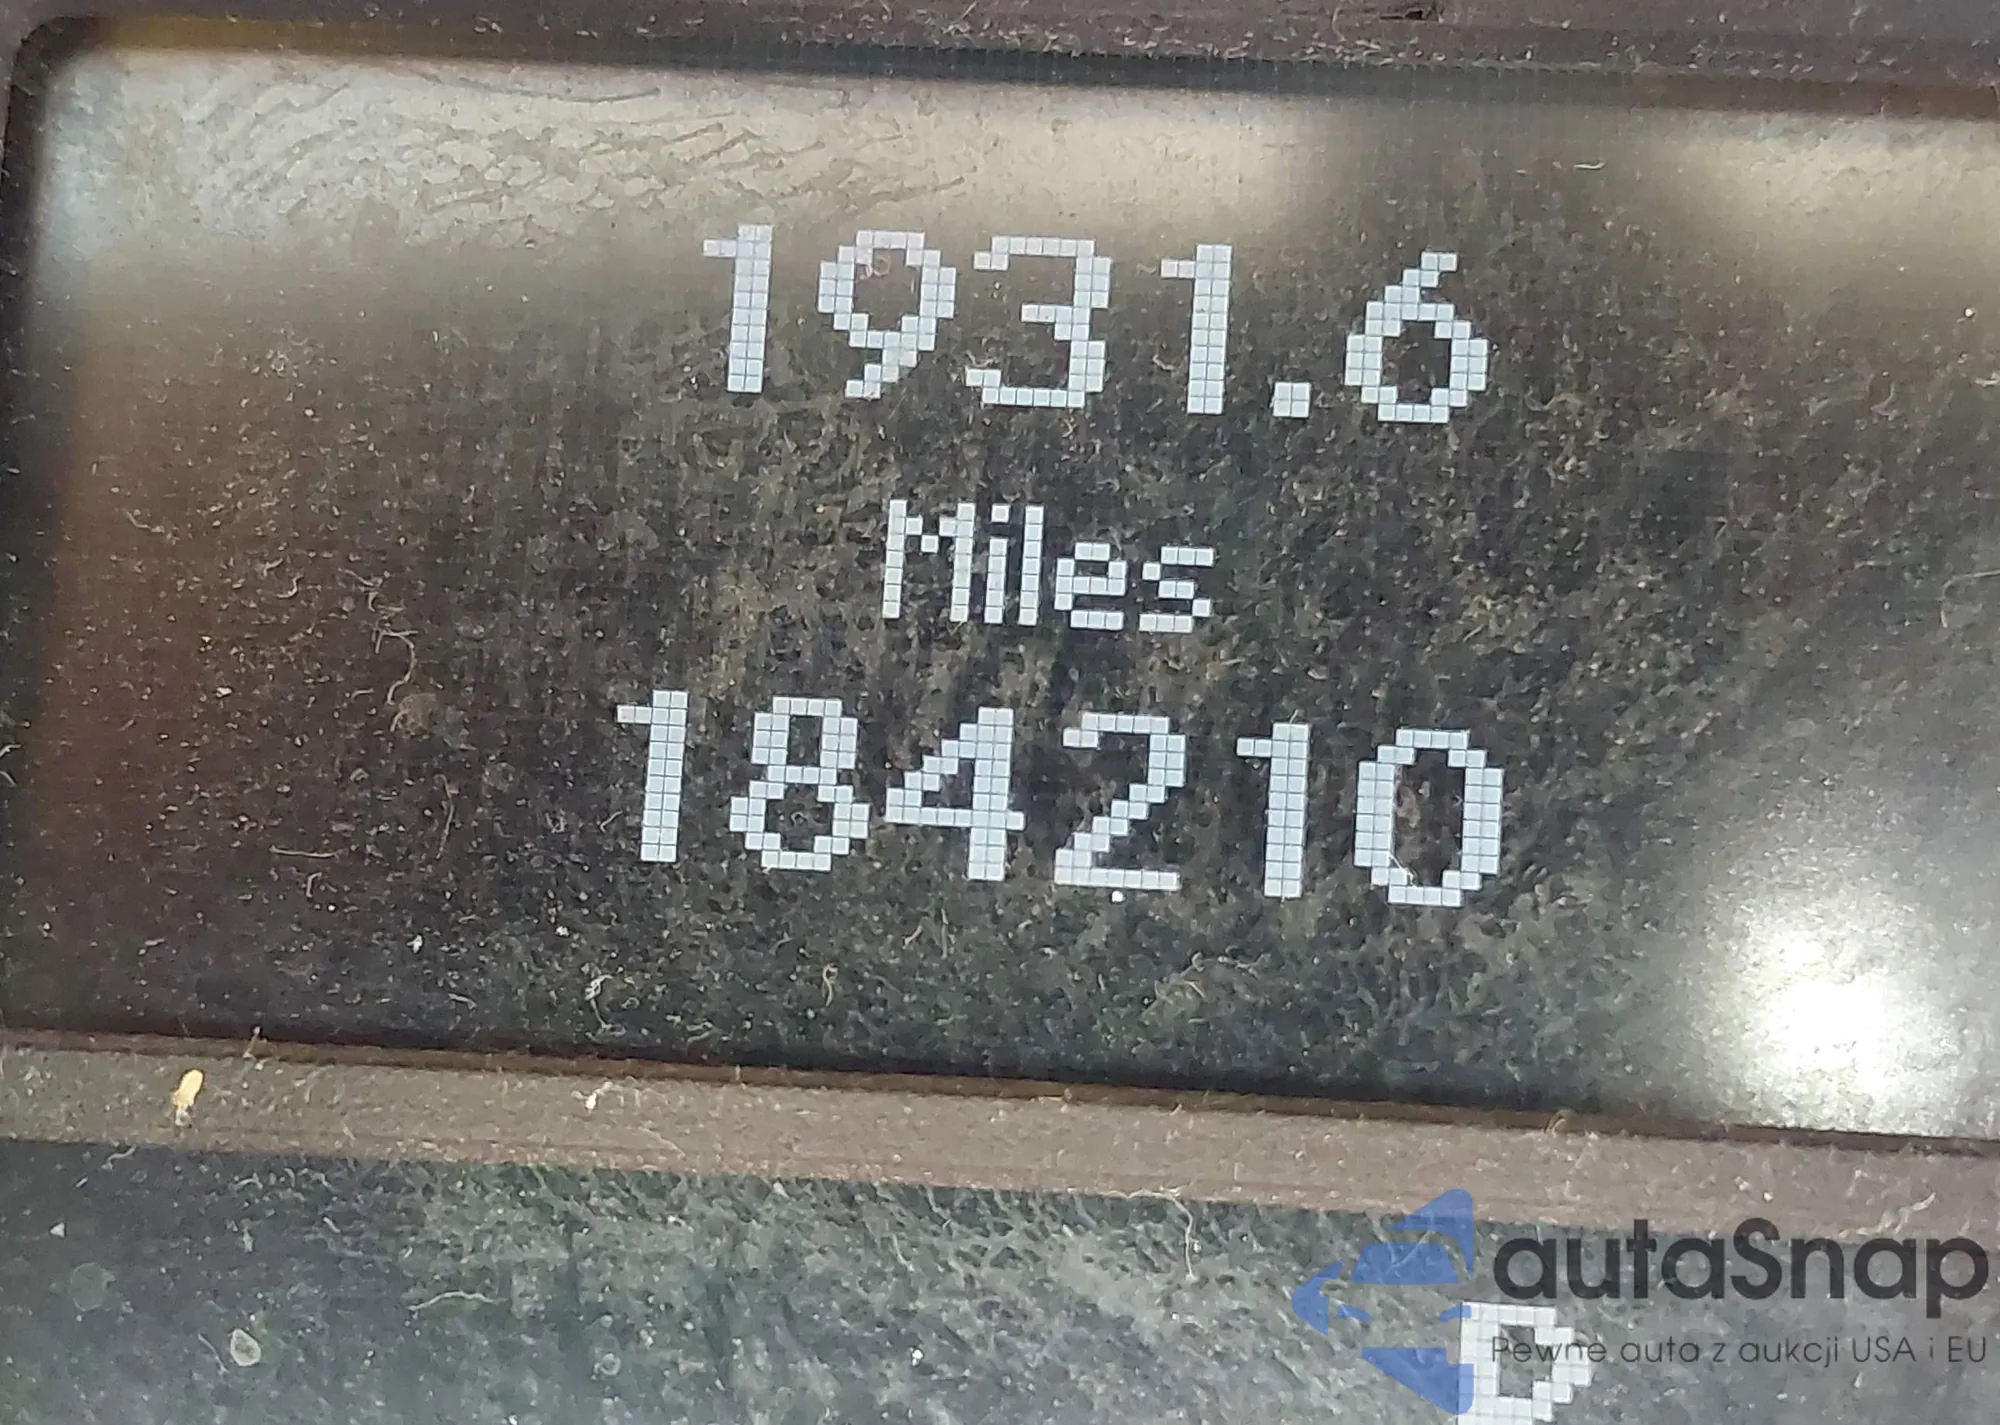 1931.6
Miles
184210
autaSnap
D
Pewne auta z aukcji USA i EU